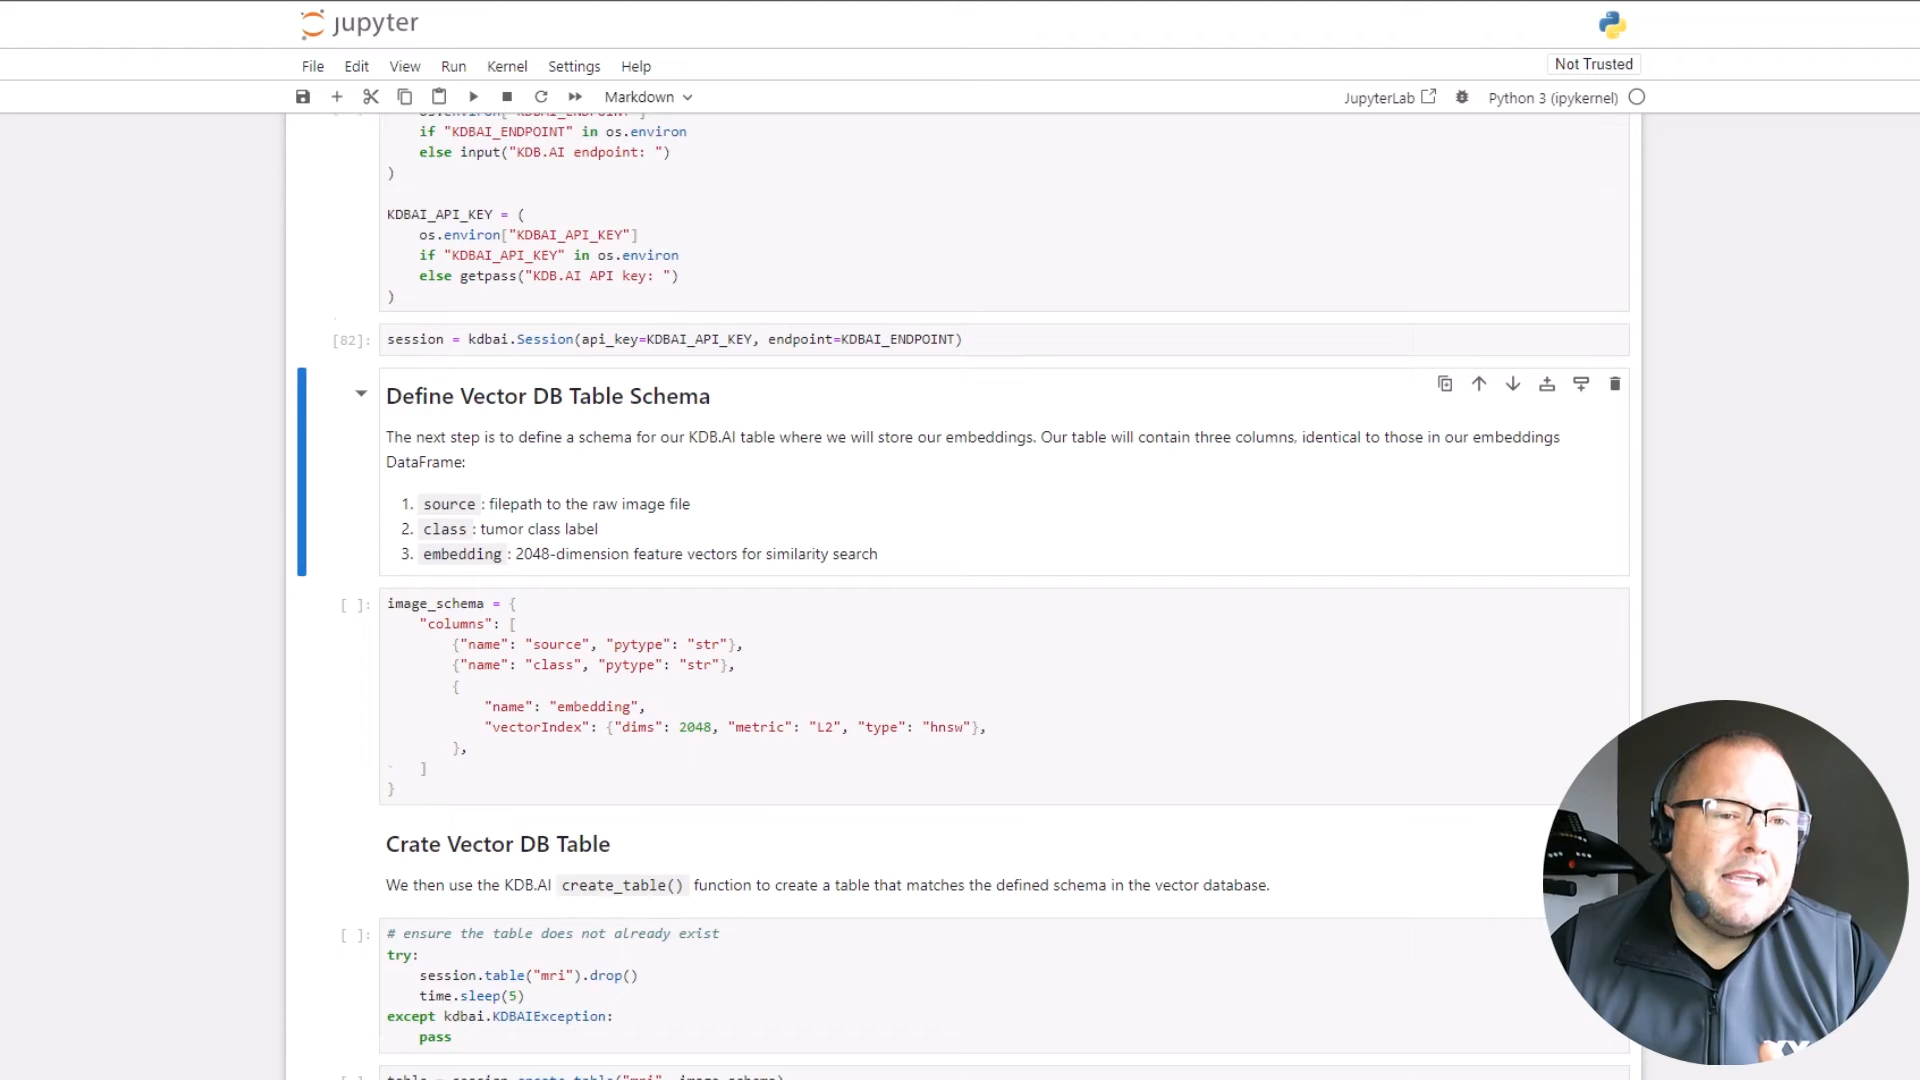 jupyter
File Edit View Run Kernel Settings Help
Not Trusted
Markdown
JupyterLab
Python 3 (ipykernel)
os.environ["KDBAI_ENDPOINT"]
if "KDBAI_ENDPOINT" in os.environ
else input("KDB.AI endpoint: ")
)
KDBAI_API_KEY = (
os.environ["KDBAI_API_KEY"]
if "KDBAI_API_KEY" in os.environ
else getpass("KDB.AI API key: ")
)
[82]: session = kdbai.Session(api_key=KDBAI_API_KEY, endpoint=KDBAI_ENDPOINT)
Define Vector DB Table Schema
The next step is to define a schema for our KDB.AI table where we will store our embeddings. Our table will contain three columns, identical to those in our embeddings
DataFrame:
1. source : filepath to the raw image file
2. class : tumor class label
3. embedding : 2048-dimension feature vectors for similarity search
[ ]: image_schema = {
"columns": [
{"name": "source", "pytype": "str"},
{"name": "class", "pytype": "str"},
{
"name": "embedding",
"vectorIndex": {"dims": 2048, "metric": "L2", "type": "hnsw"},
},
]
}
Crate Vector DB Table
We then use the KDB.AI create_table() function to create a table that matches the defined schema in the vector database.
[ ]: # ensure the table does not already exist
try:
session.table("mri").drop()
time.sleep(5)
except kdbai.KDBAIException:
pass
table = session.create_table("mri", image_schema)